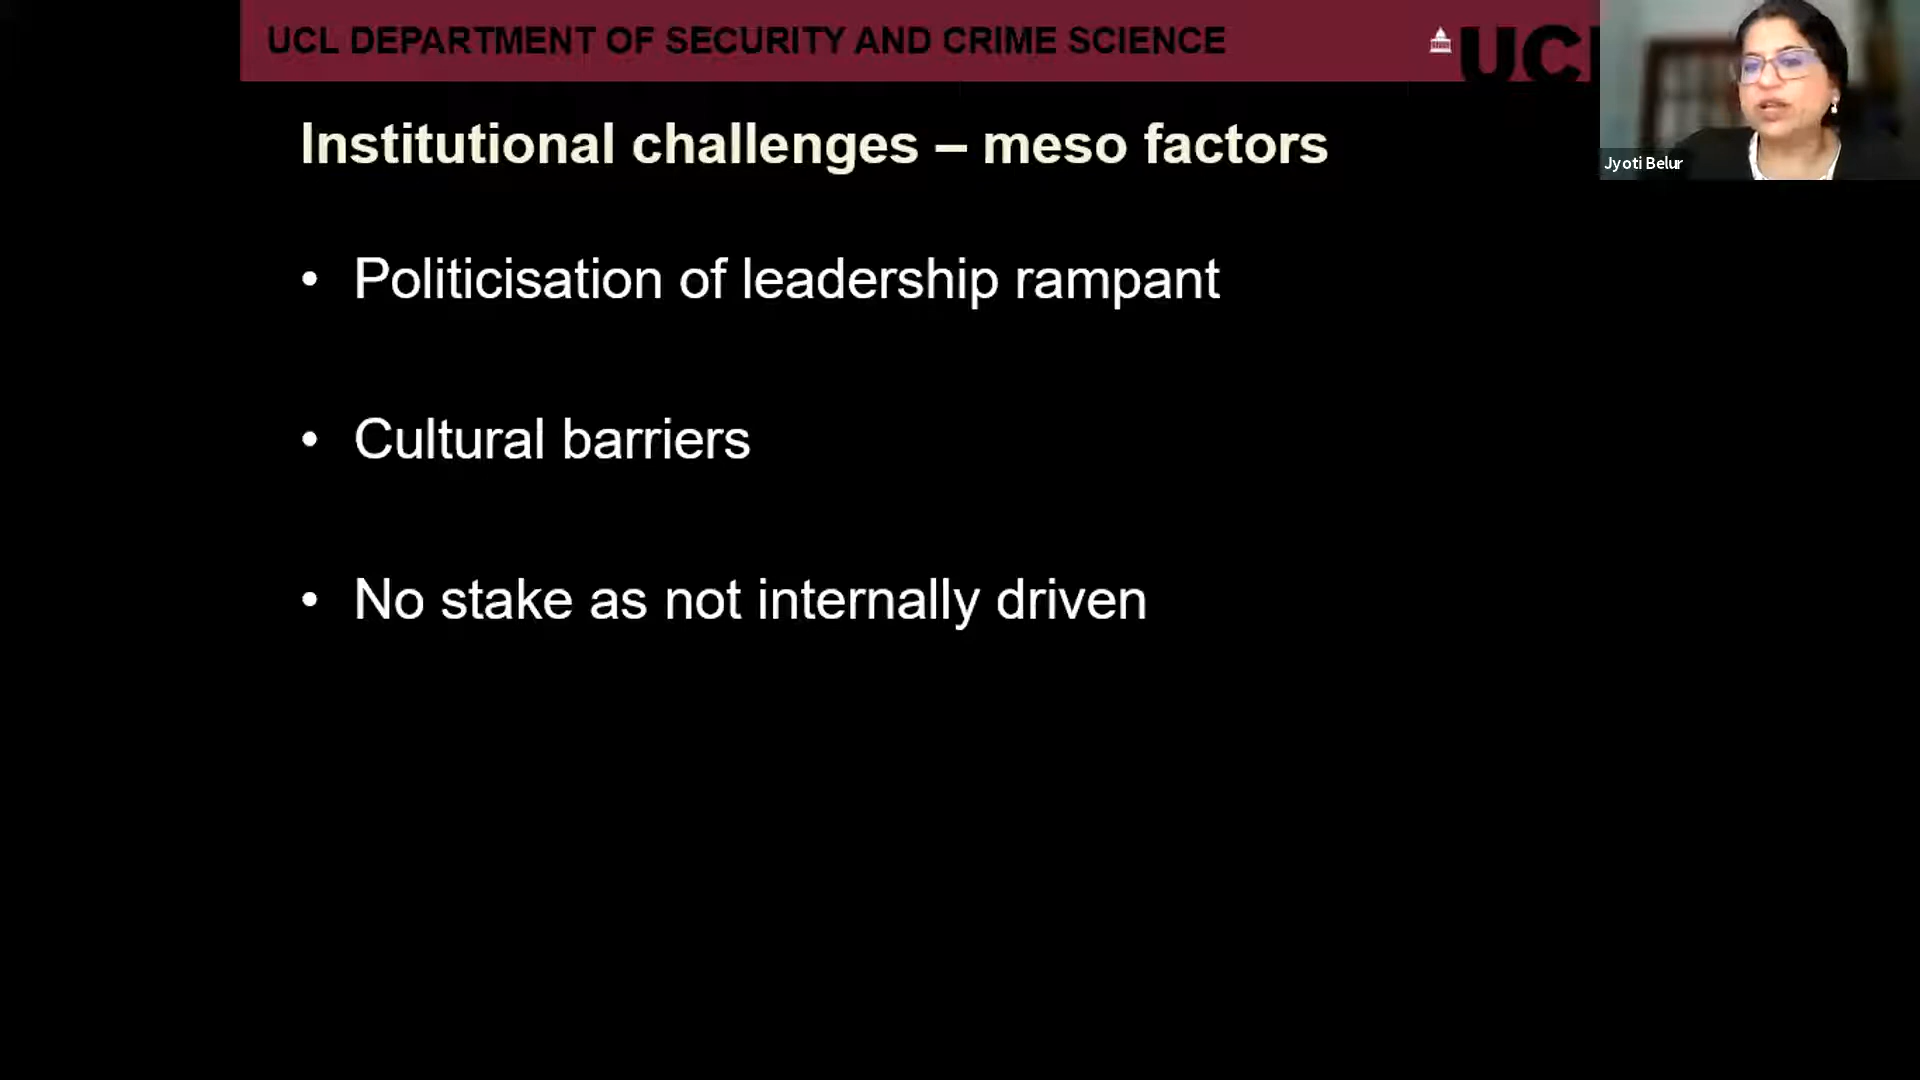 UCL DEPARTMENT OF SECURITY AND CRIME SCIENCE
UCL
Jyoti Belur
Institutional challenges – meso factors
• Politicisation of leadership rampant
• Cultural barriers
• No stake as not internally driven